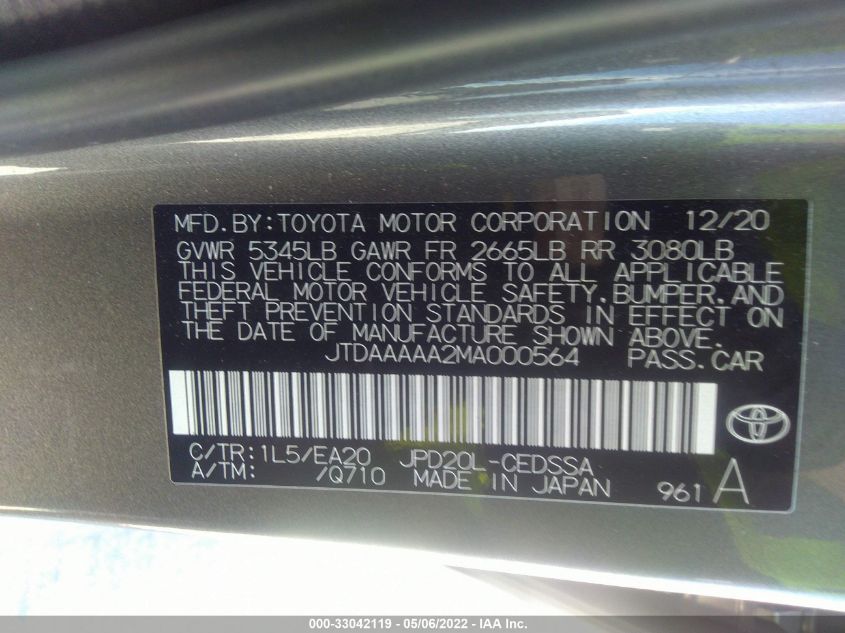 MFD.BY:TOYOTA MOTOR CORPORATION 12/20
GVWR 5345LB GAWR FR 2665LB RR 3080LB
THIS VEHICLE CONFORMS TO ALL APPLICABLE
FEDERAL MOTOR VEHICLE SAFETY.BUMPER.AND
THEFT PREVENTION STANDARDS IN EFFECT ON
THE DATE OF MANUFACTURE SHOWN ABOVE.
JTDAAAAA2MA000564 PASS.CAR
C/TR:1L5/EA20 JPD20L-CEDSSA
A/TM: /Q710 MADE IN JAPAN 961 A
000-33042119 - 05/06/2022 - IAA Inc.